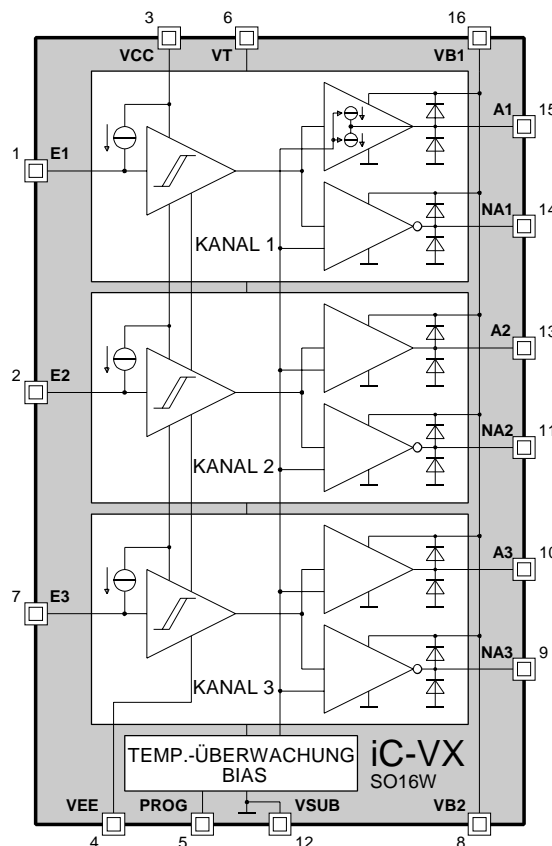 3 6 16
VCC VT VB1
A1 15
1 E1
NA1 14
KANAL 1
A2 13
2 E2
NA2 11
KANAL 2
A3 10
7 E3
NA3 9
KANAL 3
TEMP.-ÜBERWACHUNG
BIAS
iC-VX
SO16W
VEE PROG VSUB VB2
4 5 12 8